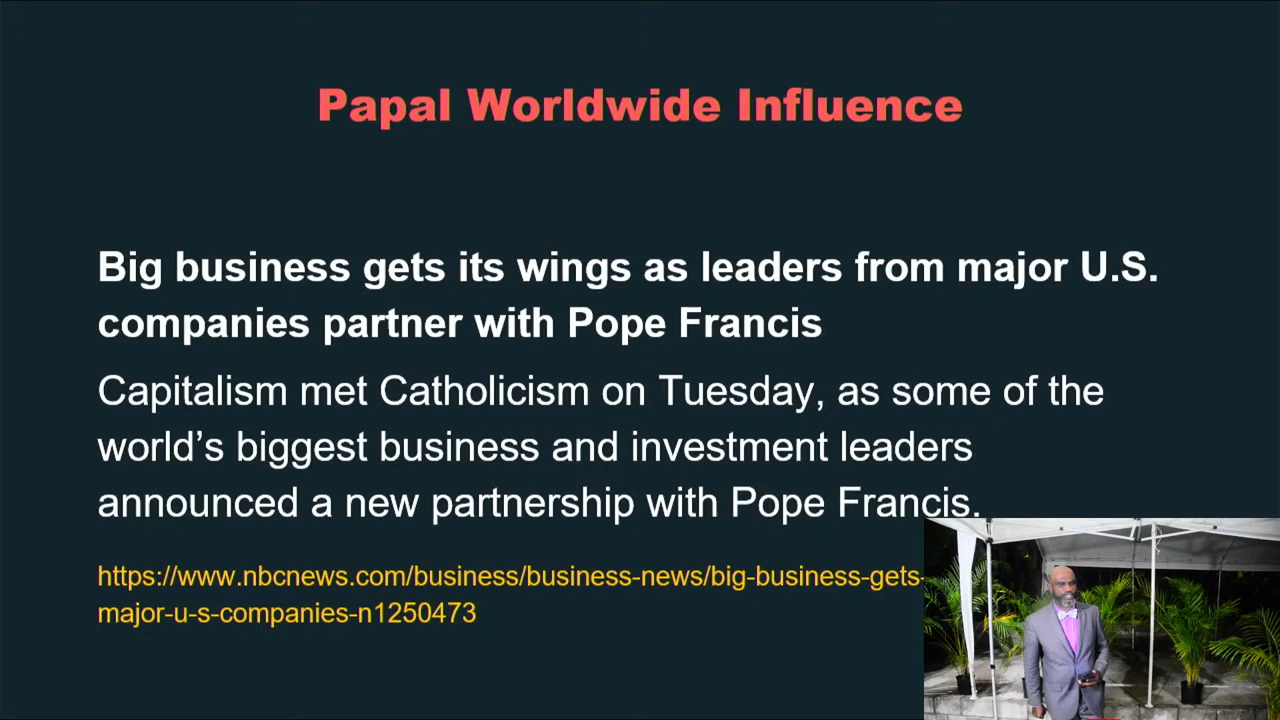 Papal Worldwide Influence
Big business gets its wings as leaders from major U.S.
companies partner with Pope Francis
Capitalism met Catholicism on Tuesday, as some of the
world’s biggest business and investment leaders
announced a new partnership with Pope Francis.
https://www.nbcnews.com/business/business-news/big-business-gets-
major-u-s-companies-n1250473